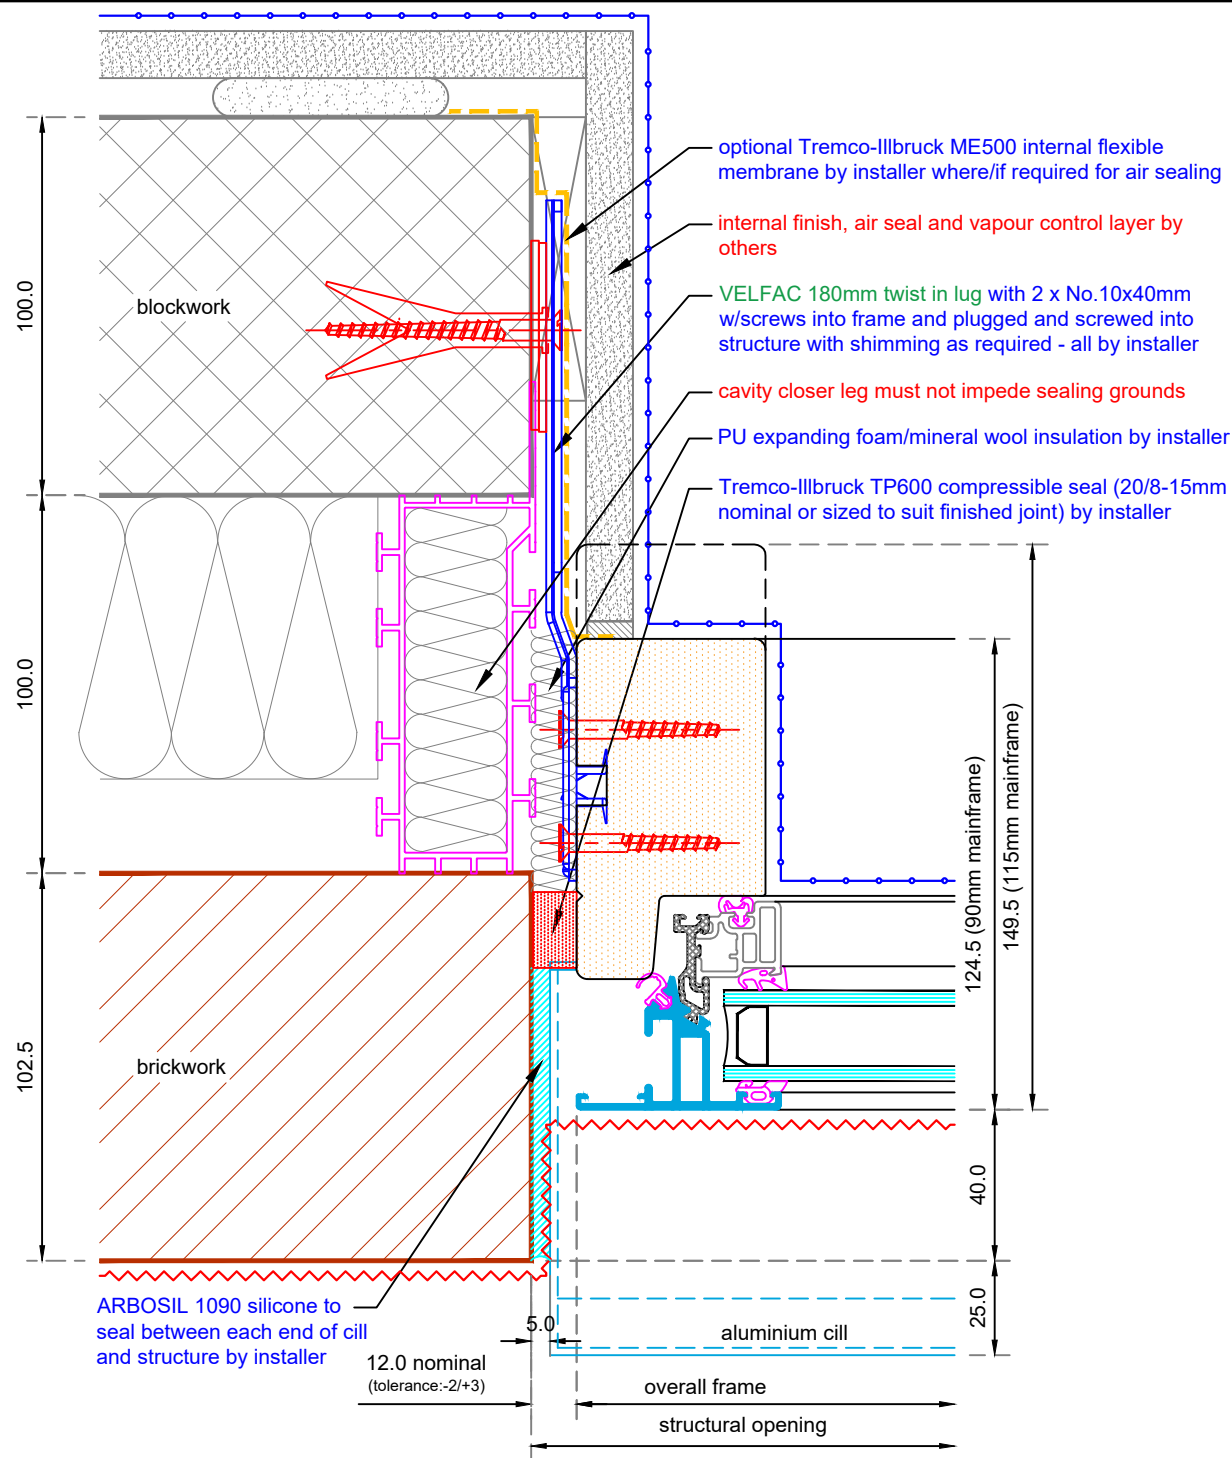 optional Tremco-Illbruck ME500 internal flexible
membrane by installer where/if required for air sealing
internal finish, air seal and vapour control layer by
others
VELFAC 180mm twist in lug with 2 x No.10x40mm
w/screws into frame and plugged and screwed into
structure with shimming as required - all by installer
cavity closer leg must not impede sealing grounds
PU expanding foam/mineral wool insulation by installer
Tremco-Illbruck TP600 compressible seal (20/8-15mm
nominal or sized to suit finished joint) by installer
100.0
blockwork
100.0
102.5
brickwork
124.5 (90mm mainframe)
149.5 (115mm mainframe)
40.0
25.0
ARBOSIL 1090 silicone to
seal between each end of cill
and structure by installer
5.0
aluminium cill
12.0 nominal
(tolerance:-2/+3)
overall frame
structural opening